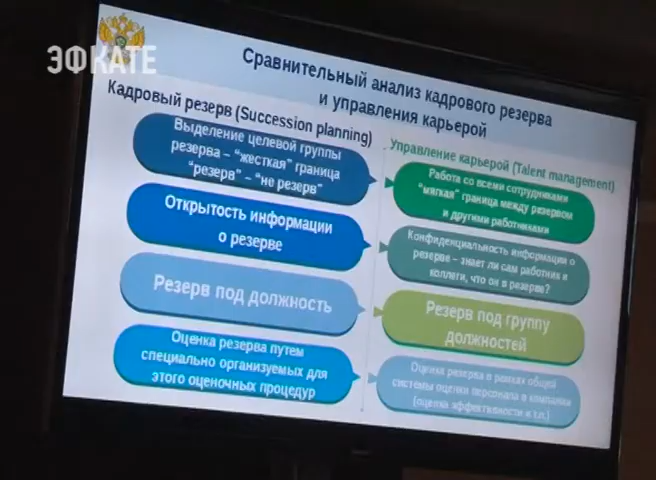 ЭФКАТЕ
Сравнительный анализ кадрового резерва
и управления карьерой
Кадровый резерв (Succession planning)
Выделение целевой группы
резерва – “жесткая” граница
“резерв” – “не резерв”
Открытость информации
о резерве
Резерв под должность
Оценка резерва путем
специально организуемых для
этого оценочных процедур
Управление карьерой (Talent management)
Работа со всеми сотрудниками
“мягкая” граница между резервом
и другими работниками
Конфиденциальность информации о
резерве – знает ли сам работник и
коллеги, что он в резерве?
Резерв под группу
должностей
Оценка резерва в рамках общей
системы оценки персонала в компании
(оценка эффективности и т.п.)